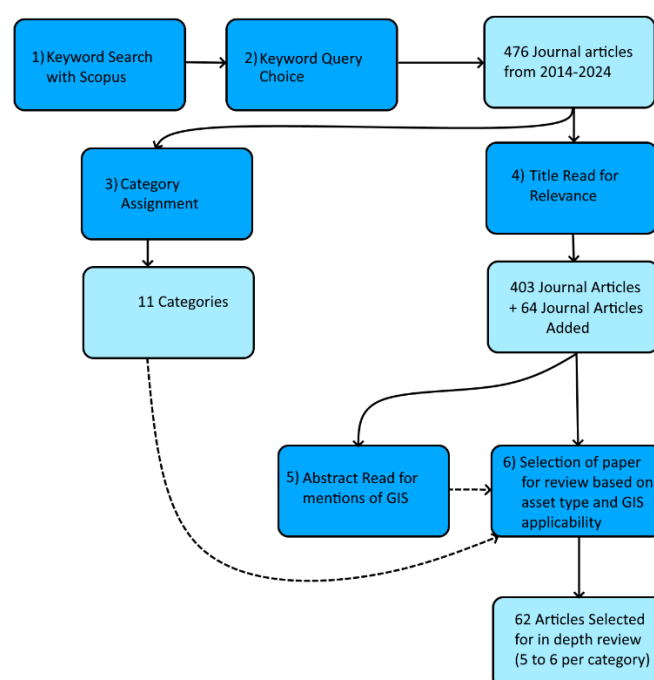 1) Keyword Search
with Scopus
2) Keyword Query
Choice
476 Journal articles
from 2014-2024
3) Category
Assignment
4) Title Read for
Relevance
11 Categories
403 Journal Articles
+ 64 Journal Articles
Added
5) Abstract Read for
mentions of GIS
6) Selection of paper
for review based on
asset type and GIS
applicability
62 Articles Selected
for in depth review
(5 to 6 per category)